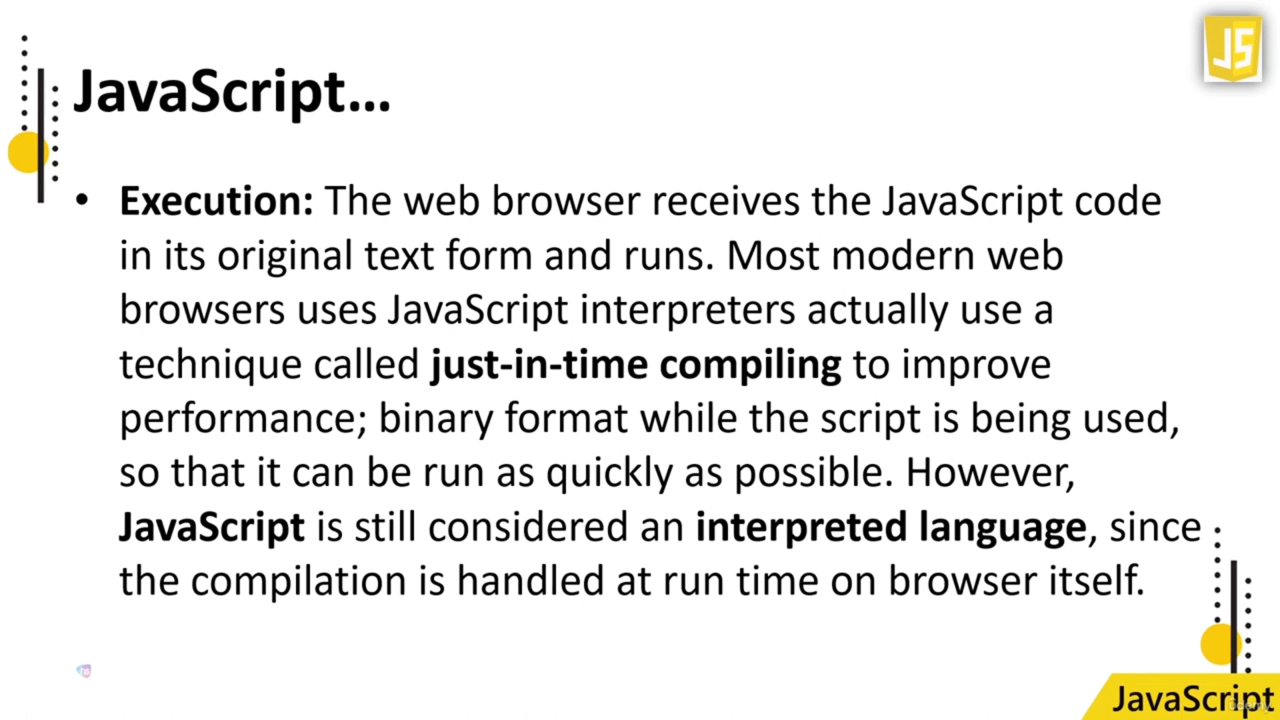 JS
JavaScript...
• Execution: The web browser receives the JavaScript code
in its original text form and runs. Most modern web
browsers uses JavaScript interpreters actually use a
technique called just-in-time compiling to improve
performance; binary format while the script is being used,
so that it can be run as quickly as possible. However,
JavaScript is still considered an interpreted language, since
the compilation is handled at run time on browser itself.
JavaScript
Udemy